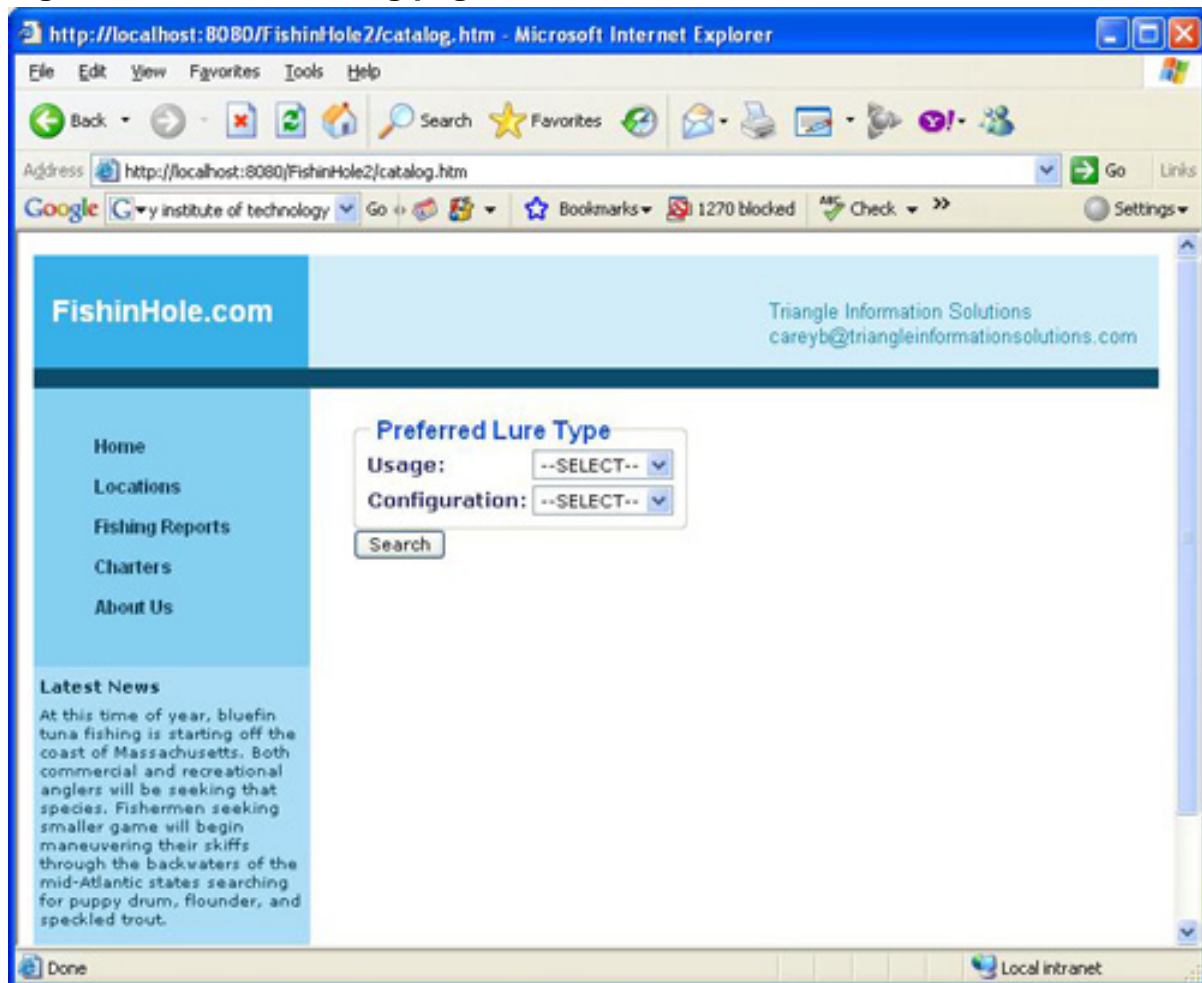 http://localhost:8080/FishinHole2/catalog.htm - Microsoft Internet Explorer
File Edit View Favorites Tools Help
Back Search Favorites
Address http://localhost:8080/FishinHole2/catalog.htm Go Links
Google G y institute of technology Go Bookmarks 1270 blocked ABC Check >> Settings
FishinHole.com
Triangle Information Solutions
careyb@triangleinformationsolutions.com
Home
Locations
Fishing Reports
Charters
About Us
Preferred Lure Type
Usage: --SELECT--
Configuration: --SELECT--
Search
Latest News
At this time of year, bluefin
tuna fishing is starting off the
coast of Massachusetts. Both
commercial and recreational
anglers will be seeking that
species. Fishermen seeking
smaller game will begin
maneuvering their skiffs
through the backwaters of the
mid-Atlantic states searching
for puppy drum, flounder, and
speckled trout.
Done Local intranet